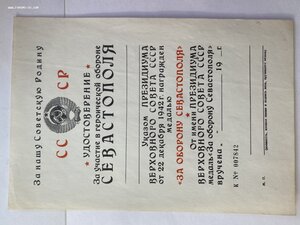 За нашу Советскую Родину
СС СР
УДОСТОВЕРЕНИЕ
За участие в героической обороне
СЕВАСТОПОЛЯ
Указом ПРЕЗИДИУМА
ВЕРХОВНОГО СОВЕТА СССР
от 22 декабря 1942 г. награжден
медалью
«ЗА ОБОРОНУ СЕВАСТОПОЛЯ»
От имени ПРЕЗИДИУМА
ВЕРХОВНОГО СОВЕТА СССР
медаль «За оборону Севастополя»
вручена 19 г.
К № 007842
М. П.